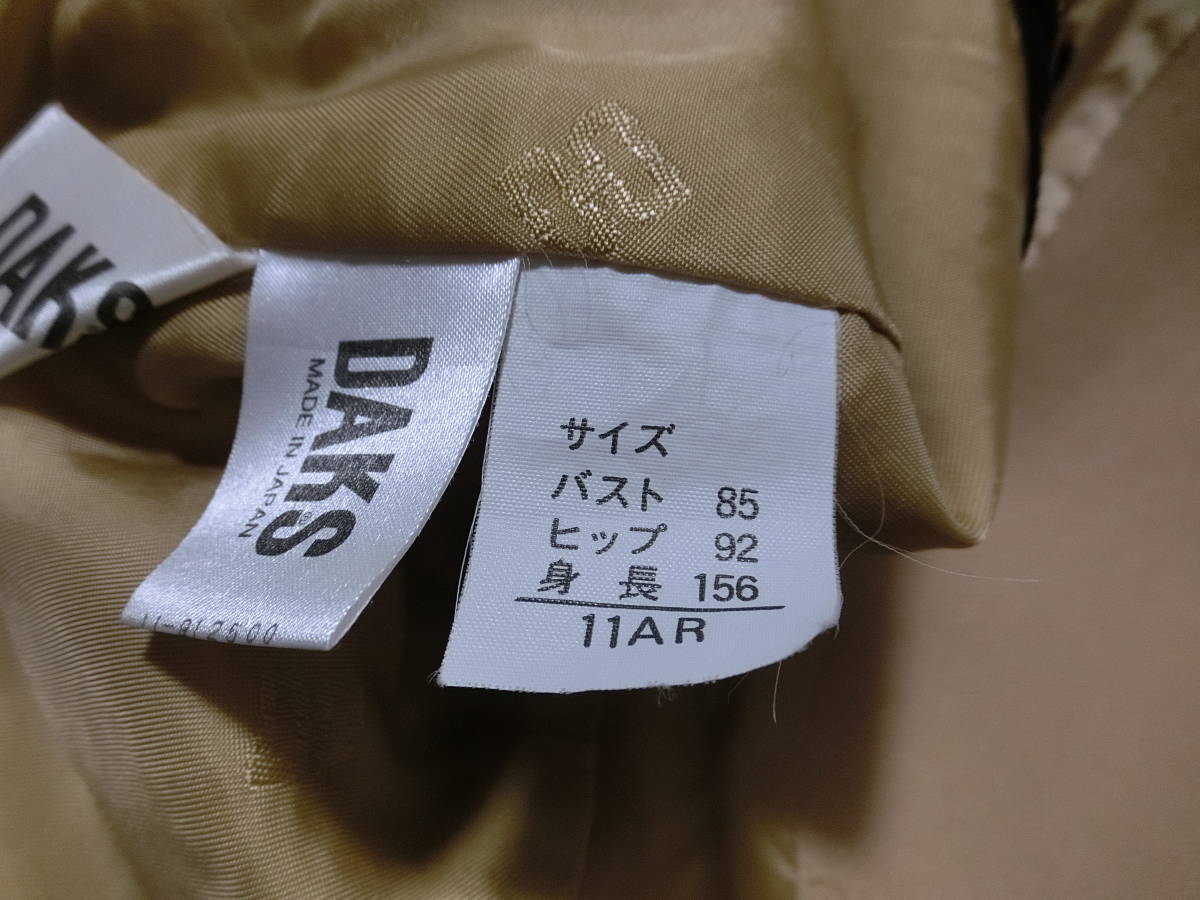 DAKS
DAKS
MADE IN JAPAN
サイズ
バスト 85
ヒップ 92
身長 156
11AR